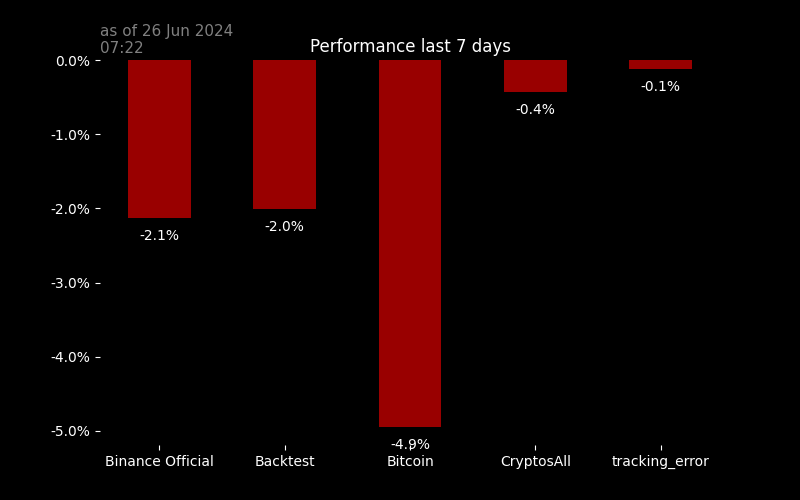 as of 26 Jun 2024
07:22
Performance last 7 days
0.0%
-1.0%
-2.0%
-3.0%
-4.0%
-5.0%
-2.1%
-2.0%
-4.9%
-0.4%
-0.1%
Binance Official
Backtest
Bitcoin
CryptosAll
tracking_error